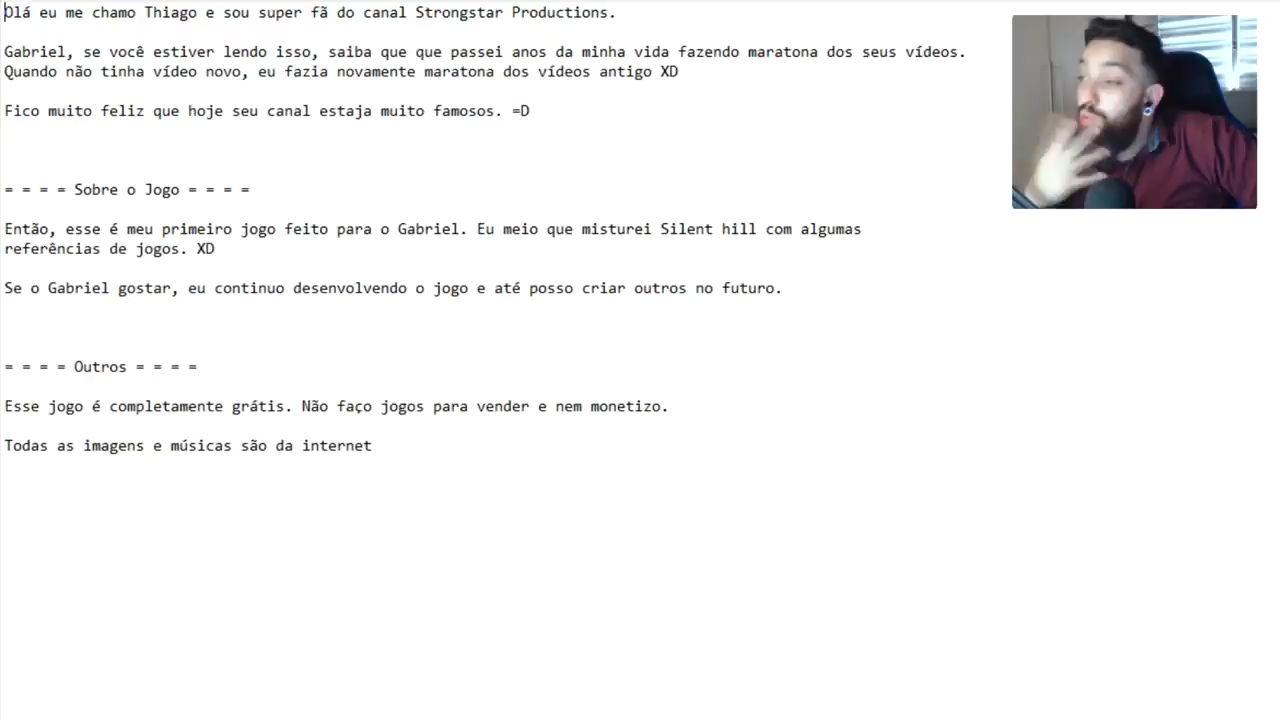 Olá eu me chamo Thiago e sou super fã do canal Strongstar Productions.
Gabriel, se você estiver lendo isso, saiba que que passei anos da minha vida fazendo maratona dos seus vídeos.
Quando não tinha vídeo novo, eu fazia novamente maratona dos vídeos antigo XD
Fico muito feliz que hoje seu canal estaja muito famosos. =D
= = = = Sobre o Jogo = = = =
Então, esse é meu primeiro jogo feito para o Gabriel. Eu meio que misturei Silent hill com algumas
referências de jogos. XD
Se o Gabriel gostar, eu continuo desenvolvendo o jogo e até posso criar outros no futuro.
= = = = Outros = = = =
Esse jogo é completamente grátis. Não faço jogos para vender e nem monetizo.
Todas as imagens e músicas são da internet